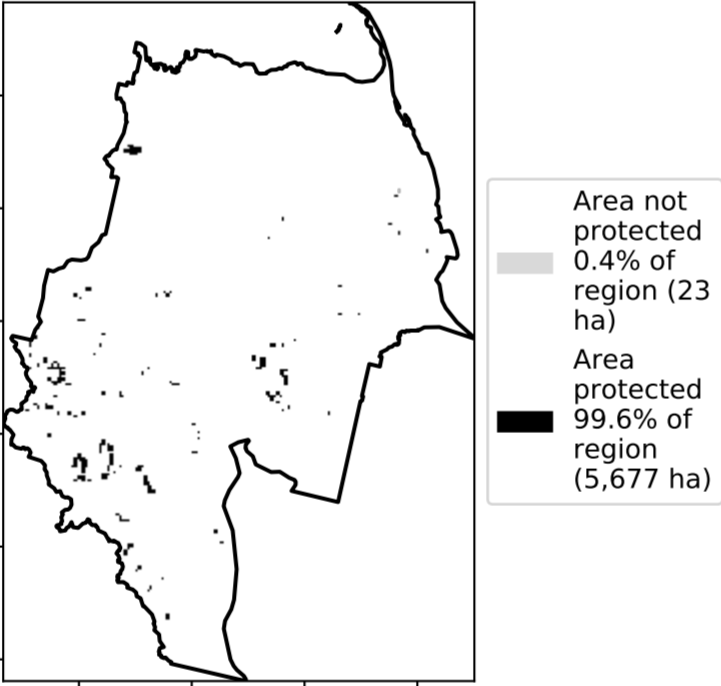 Area not
protected
0.4% of
region (23
ha)
Area
protected
99.6% of
region
(5,677 ha)